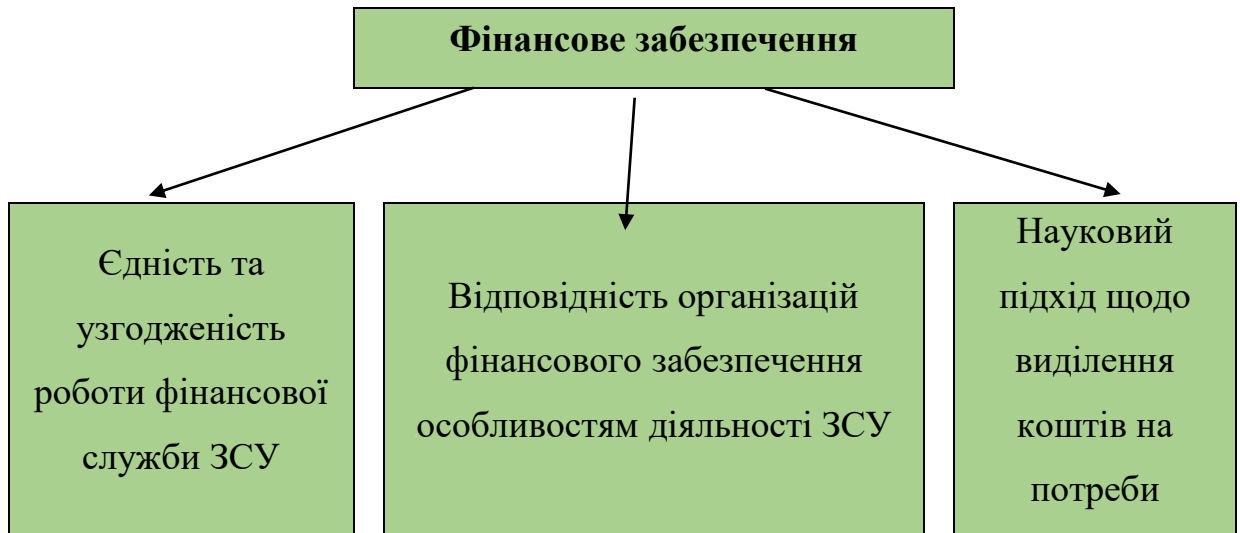 Фінансове забезпечення
Єдність та
узгодженість
роботи фінансової
служби ЗСУ
Відповідність організацій
фінансового забезпечення
особливостям діяльності ЗСУ
Науковий
підхід щодо
виділення
коштів на
потреби